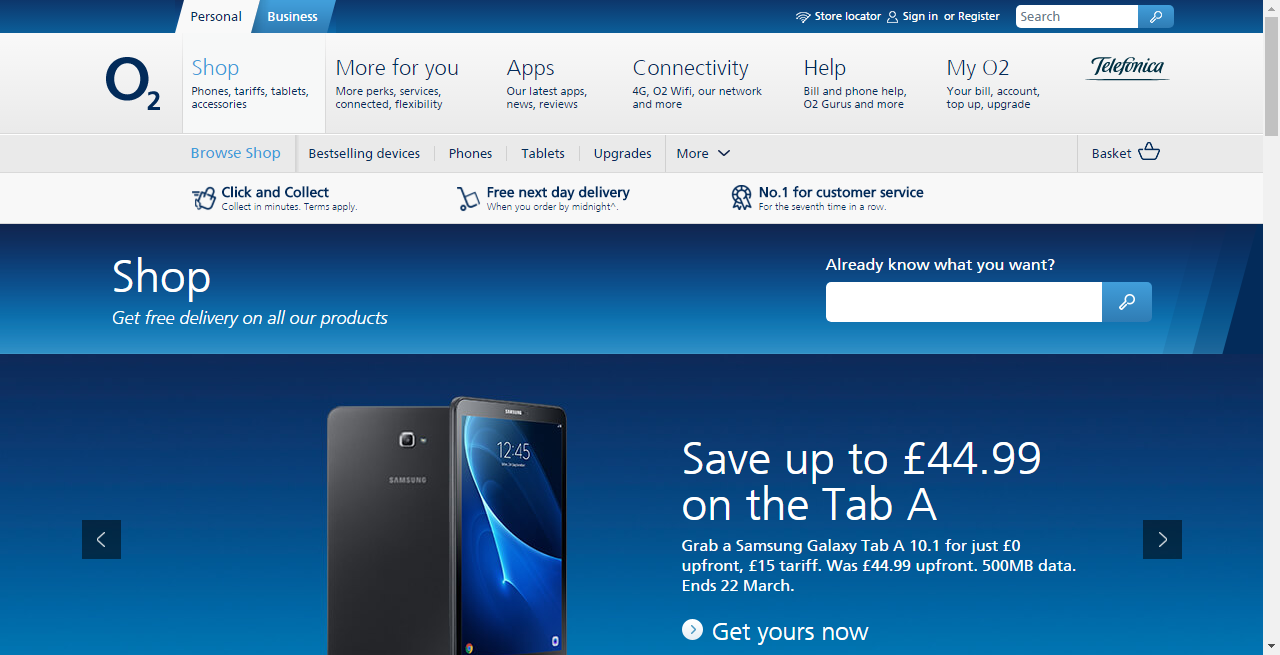 Personal
Business
Store locator
Sign in or Register
Search
O2
Shop
Phones, tariffs, tablets,
accessories
More for you
More perks, services,
connected, flexibility
Apps
Our latest apps,
news, reviews
Connectivity
4G, O2 Wifi, our network
and more
Help
Bill and phone help,
O2 Gurus and more
My O2
Your bill, account,
top up, upgrade
Telefónica
Browse Shop
Bestselling devices
Phones
Tablets
Upgrades
More
Basket
Click and Collect
Collect in minutes. Terms apply.
Free next day delivery
When you order by midnight^.
No.1 for customer service
For the seventh time in a row.
Shop
Get free delivery on all our products
Already know what you want?
SAMSUNG
SAMSUNG
12:45
Save up to £44.99
on the Tab A
Grab a Samsung Galaxy Tab A 10.1 for just £0
upfront, £15 tariff. Was £44.99 upfront. 500MB data.
Ends 22 March.
Get yours now